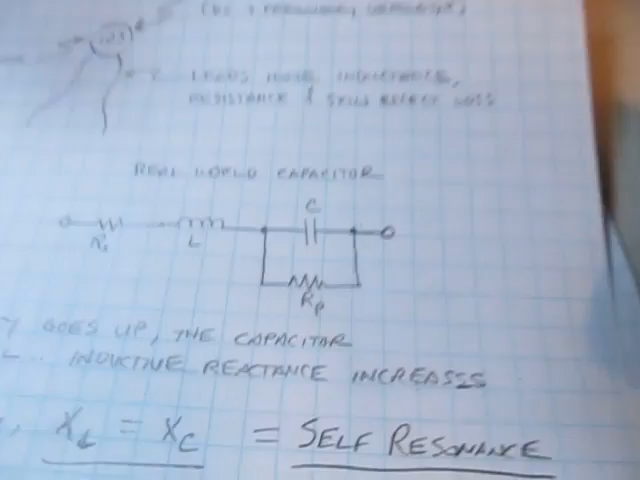 LEADS HAVE INDUCTANCE,
RESISTANCE & SKIN EFFECT LOSS
REAL WORLD CAPACITOR
C
L
Rp
GOES UP, THE CAPACITOR
INDUCTIVE REACTANCE INCREASES
XL = XC = SELF RESONANCE